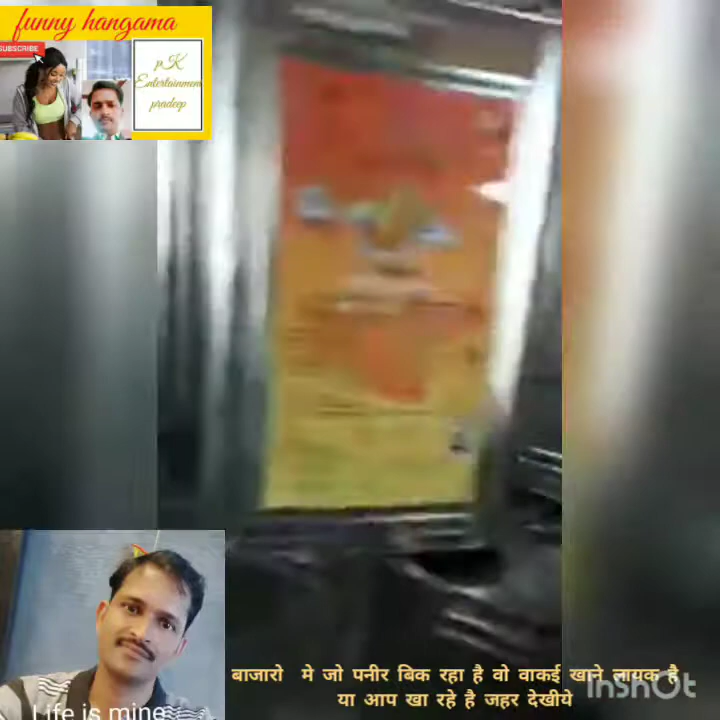 funny hangama
SUBSCRIBE
pK
Entertainment
pradeep
बाजारो मे जो पनीर बिक रहा है वो वाकई खाने लायक है
या आप खा रहे है जहर देखीये
InShOt
Life is mine